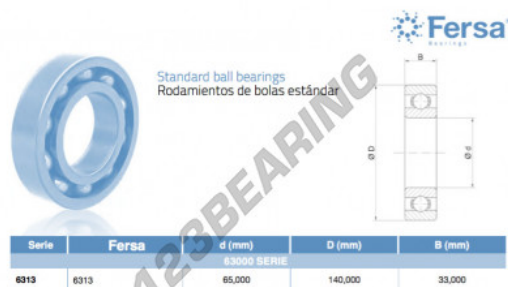 Fersa
Bearings
B
Standard ball bearings
Rodamientos de bolas estándar
Ø D
Ø d
123BEARING
Serie Fersa d (mm) D (mm) B (mm)
63000 SERIE
6313 6313 65,000 140,000 33,000